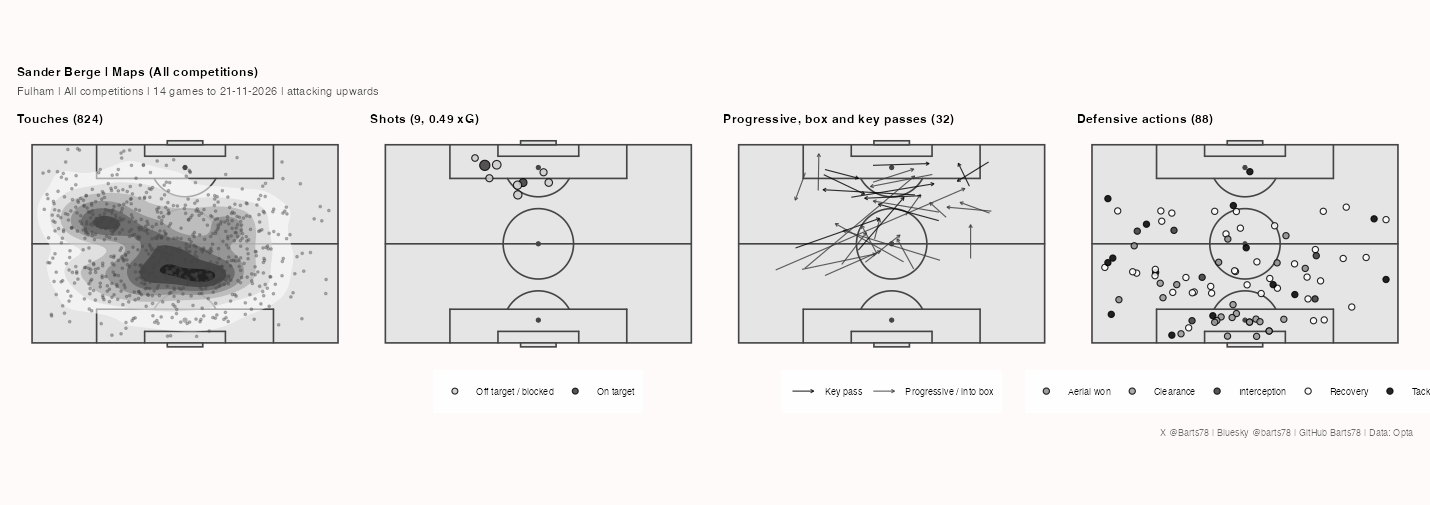 Sander Berge | Maps (All competitions)
Fulham | All competitions | 14 games to 21-11-2026 | attacking upwards
Touches (824)
Shots (9, 0.49 xG)
Progressive, box and key passes (32)
Defensive actions (88)
Off target / blocked
On target
Key pass
Progressive / into box
Aerial won
Clearance
Interception
Recovery
Tack
X @Barts78 | Bluesky @barts78 | GitHub Barts78 | Data: Opta